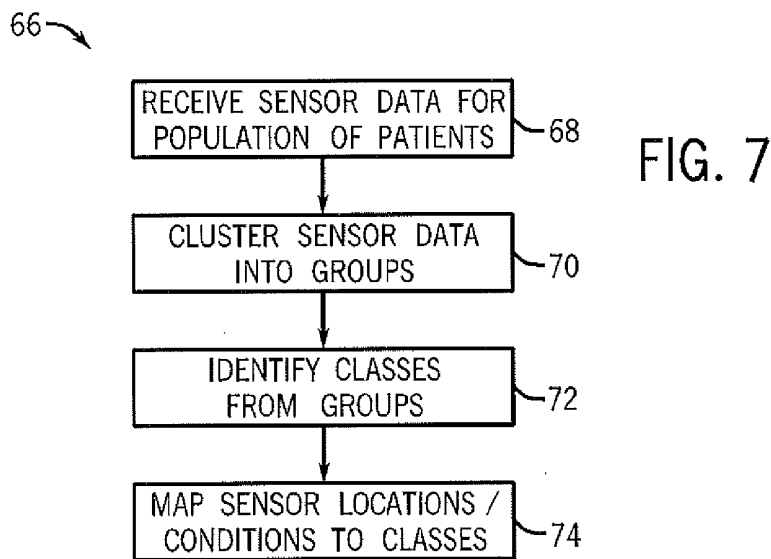 66
RECEIVE SENSOR DATA FOR
POPULATION OF PATIENTS
68
FIG. 7
CLUSTER SENSOR DATA
INTO GROUPS
70
IDENTIFY CLASSES
FROM GROUPS
72
MAP SENSOR LOCATIONS /
CONDITIONS TO CLASSES
74